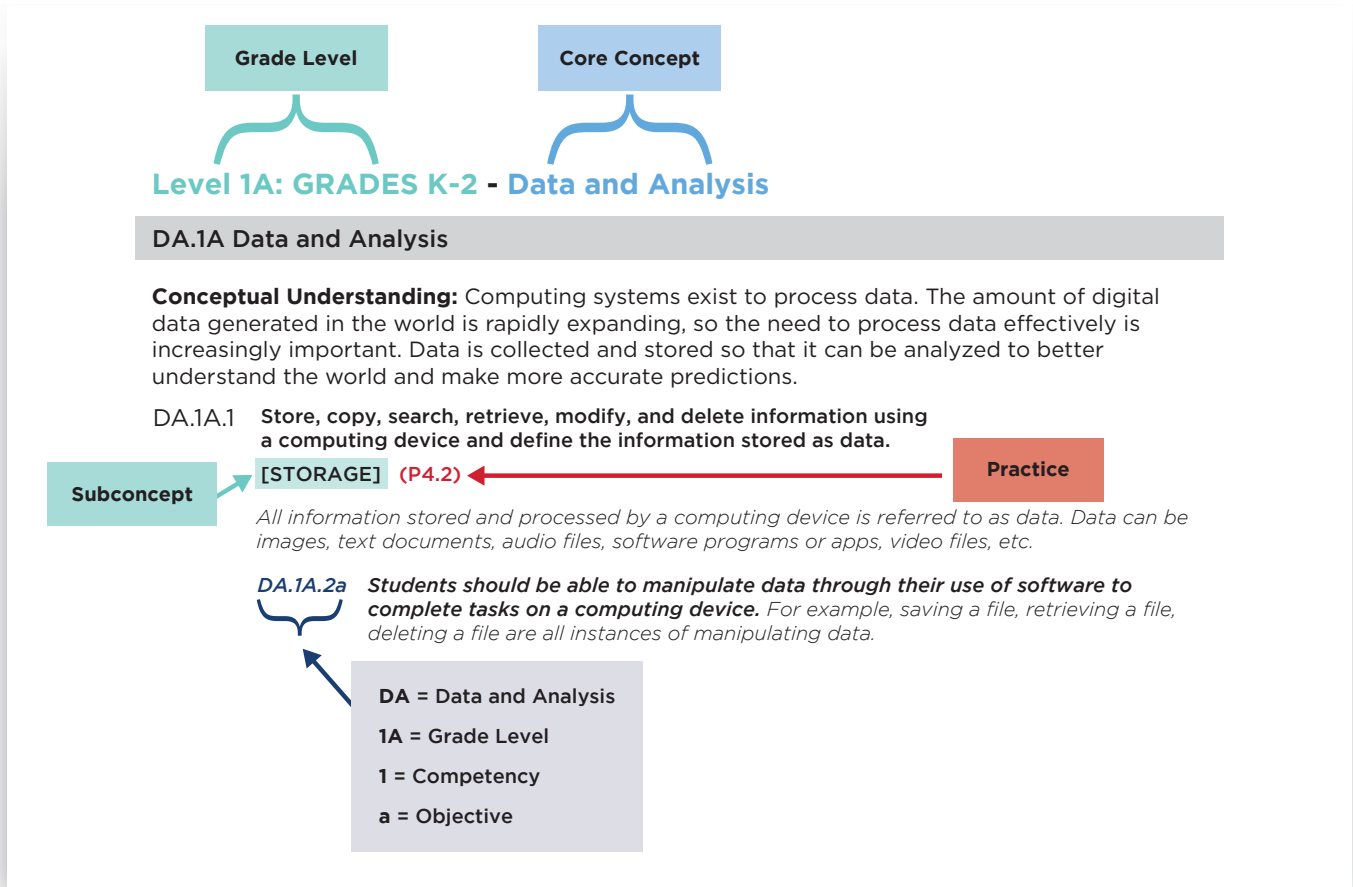 Grade Level
Core Concept
Level 1A: GRADES K-2 - Data and Analysis
DA.1A Data and Analysis
Conceptual Understanding: Computing systems exist to process data. The amount of digital
data generated in the world is rapidly expanding, so the need to process data effectively is
increasingly important. Data is collected and stored so that it can be analyzed to better
understand the world and make more accurate predictions.
DA.1A.1 Store, copy, search, retrieve, modify, and delete information using
a computing device and define the information stored as data.
Subconcept
[STORAGE] (P4.2)
Practice
All information stored and processed by a computing device is referred to as data. Data can be
images, text documents, audio files, software programs or apps, video files, etc.
DA.1A.2a Students should be able to manipulate data through their use of software to
complete tasks on a computing device. For example, saving a file, retrieving a file,
deleting a file are all instances of manipulating data.
DA = Data and Analysis
1A = Grade Level
1 = Competency
a = Objective